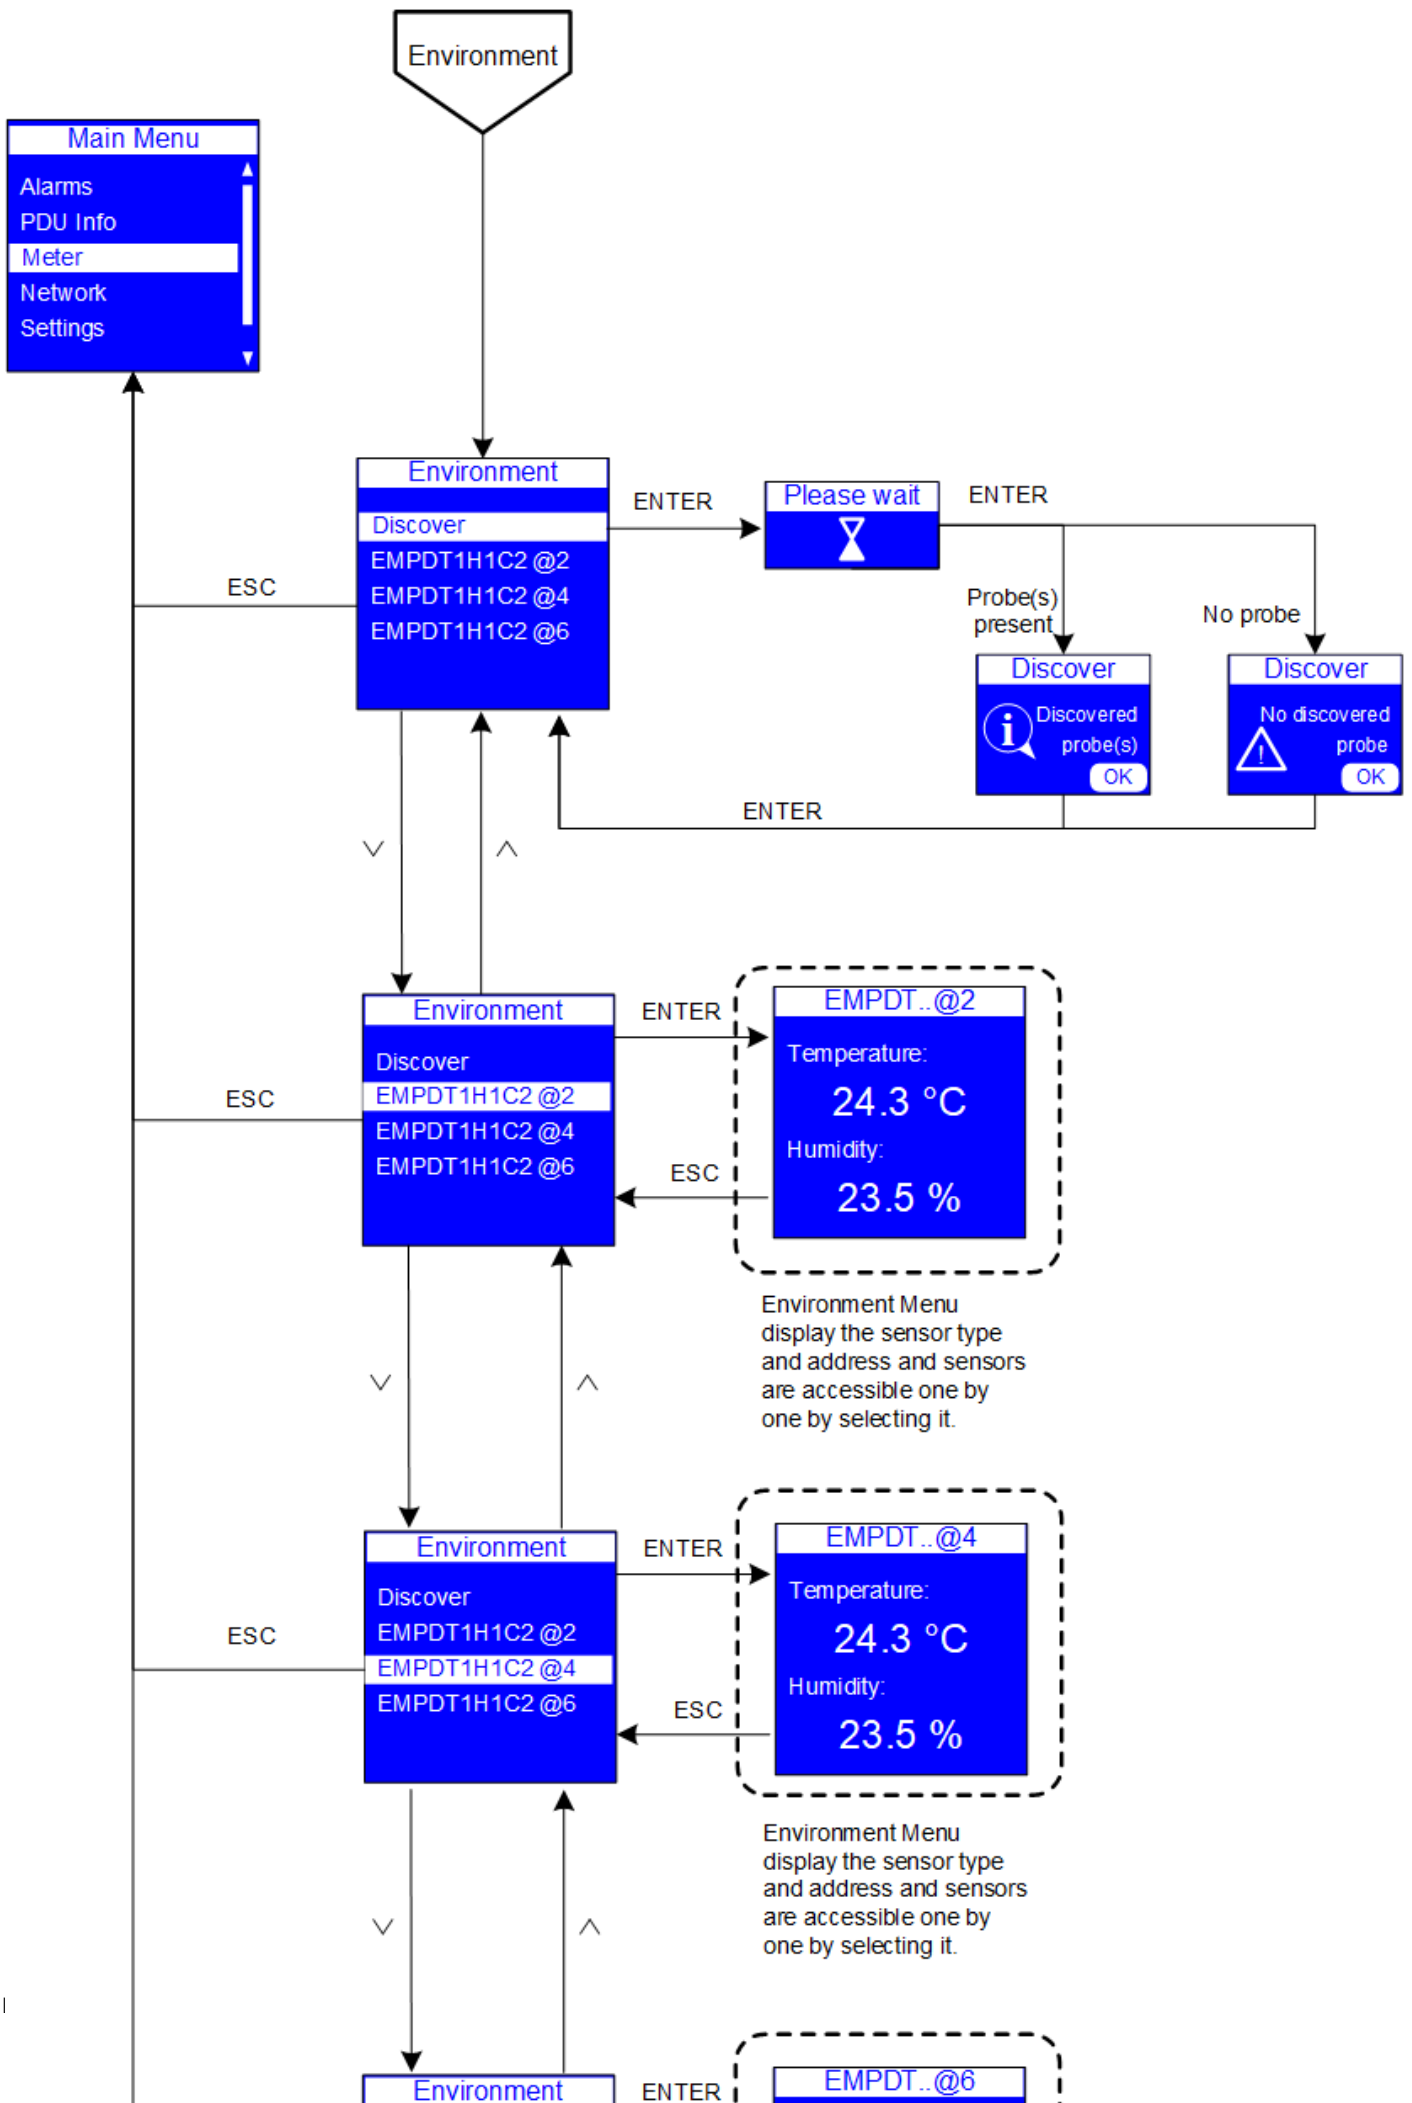 Environment
Main Menu
Alarms
PDU Info
Meter
Network
Settings
Environment
Discover
EMPDT1H1C2 @2
EMPDT1H1C2 @4
EMPDT1H1C2 @6
ENTER
Please wait
ENTER
ESC
Probe(s)
present
No probe
Discover
Discovered
probe(s)
OK
Discover
No discovered
probe
OK
ENTER
Environment
Discover
EMPDT1H1C2 @2
EMPDT1H1C2 @4
EMPDT1H1C2 @6
ENTER
ESC
ESC
EMPDT..@2
Temperature:
24.3 °C
Humidity:
23.5 %
Environment Menu
display the sensor type
and address and sensors
are accessible one by
one by selecting it.
Environment
Discover
EMPDT1H1C2 @2
EMPDT1H1C2 @4
EMPDT1H1C2 @6
ENTER
ESC
ESC
EMPDT..@4
Temperature:
24.3 °C
Humidity:
23.5 %
Environment Menu
display the sensor type
and address and sensors
are accessible one by
one by selecting it.
Environment
ENTER
EMPDT..@6